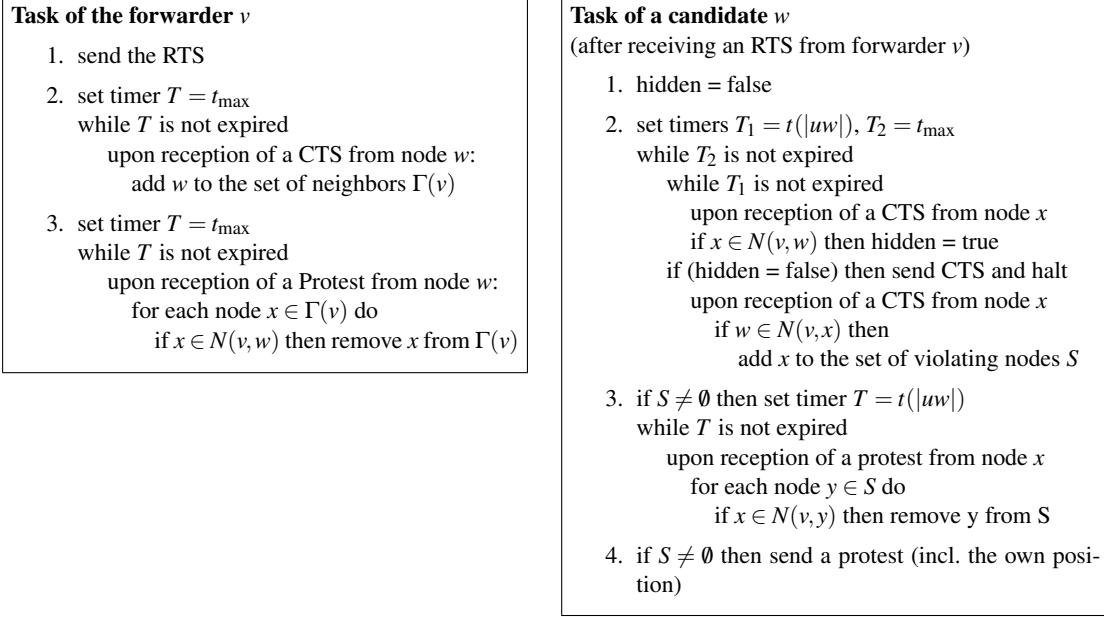 Task of the forwarder v
1. send the RTS
2. set timer T = t_max
while T is not expired
upon reception of a CTS from node w:
add w to the set of neighbors Γ(v)
3. set timer T = t_max
while T is not expired
upon reception of a Protest from node w:
for each node x ∈ Γ(v) do
if x ∈ N(v,w) then remove x from Γ(v)
Task of a candidate w
(after receiving an RTS from forwarder v)
1. hidden = false
2. set timers T₁ = t(|uw|), T₂ = t_max
while T₂ is not expired
while T₁ is not expired
upon reception of a CTS from node x
if x ∈ N(v,w) then hidden = true
if (hidden = false) then send CTS and halt
upon reception of a CTS from node x
if w ∈ N(v,x) then
add x to the set of violating nodes S
3. if S ≠ ∅ then set timer T = t(|uw|)
while T is not expired
upon reception of a protest from node x
for each node y ∈ S do
if x ∈ N(v,y) then remove y from S
4. if S ≠ ∅ then send a protest (incl. the own posi-
tion)